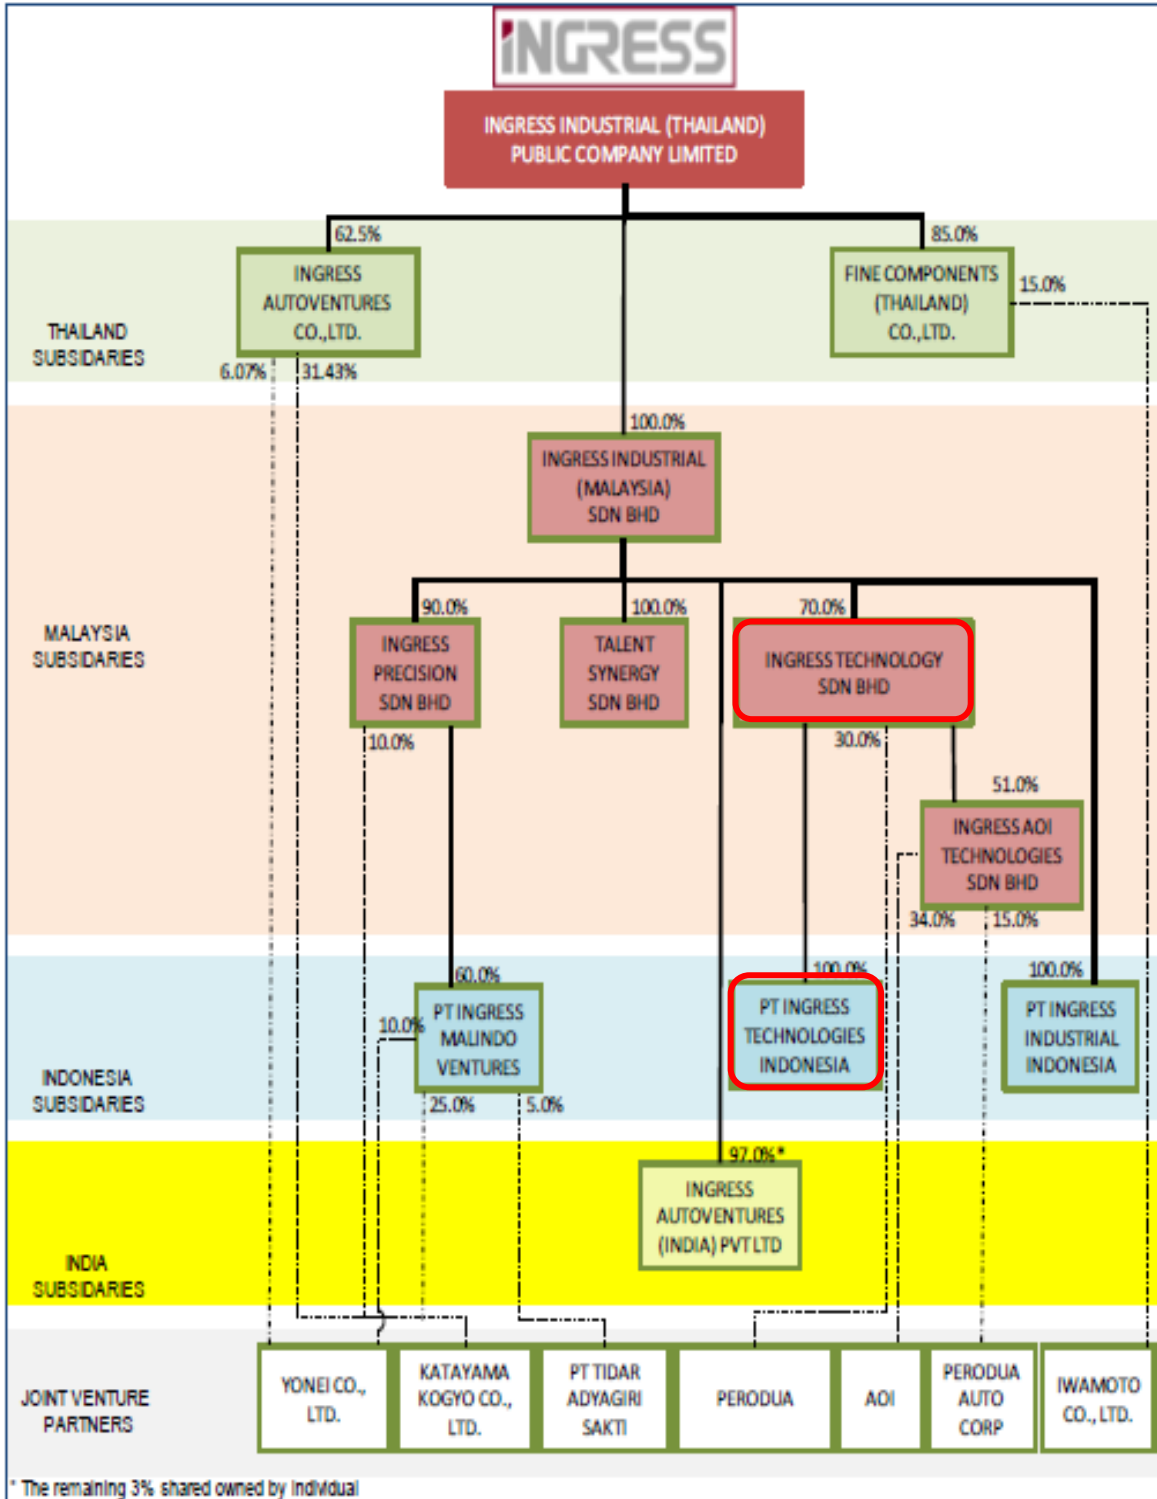 INGRESS
INGRESS INDUSTRIAL (THAILAND)
PUBLIC COMPANY LIMITED
62.5%
85.0%
INGRESS
AUTOVENTURES
CO.,LTD.
FINE COMPONENTS
(THAILAND)
CO.,LTD.
15.0%
THAILAND
SUBSIDARIES
6.07%
31.43%
100.0%
INGRESS INDUSTRIAL
(MALAYSIA)
SDN BHD
90.0%
100.0%
70.0%
MALAYSIA
SUBSIDARIES
INGRESS
PRECISION
SDN BHD
TALENT
SYNERGY
SDN BHD
INGRESS TECHNOLOGY
SDN BHD
10.0%
30.0%
51.0%
INGRESS AOI
TECHNOLOGIES
SDN BHD
34.0%
15.0%
60.0%
100.0%
100.0%
10.0%
PT INGRESS
MALINDO
VENTURES
PT INGRESS
TECHNOLOGIES
INDONESIA
PT INGRESS
INDUSTRIAL
INDONESIA
INDONESIA
SUBSIDARIES
25.0%
5.0%
97.0%*
INGRESS
AUTOVENTURES
(INDIA) PVT LTD
INDIA
SUBSIDARIES
JOINT VENTURE
PARTNERS
YONEI CO.,
LTD.
KATAYAMA
KOGYO CO.,
LTD.
PT TIDAR
ADYAGIRI
SAKTI
PERODUA
AOI
PERODUA
AUTO
CORP
IWAMOTO
CO., LTD.
* The remaining 3% shared owned by Individual